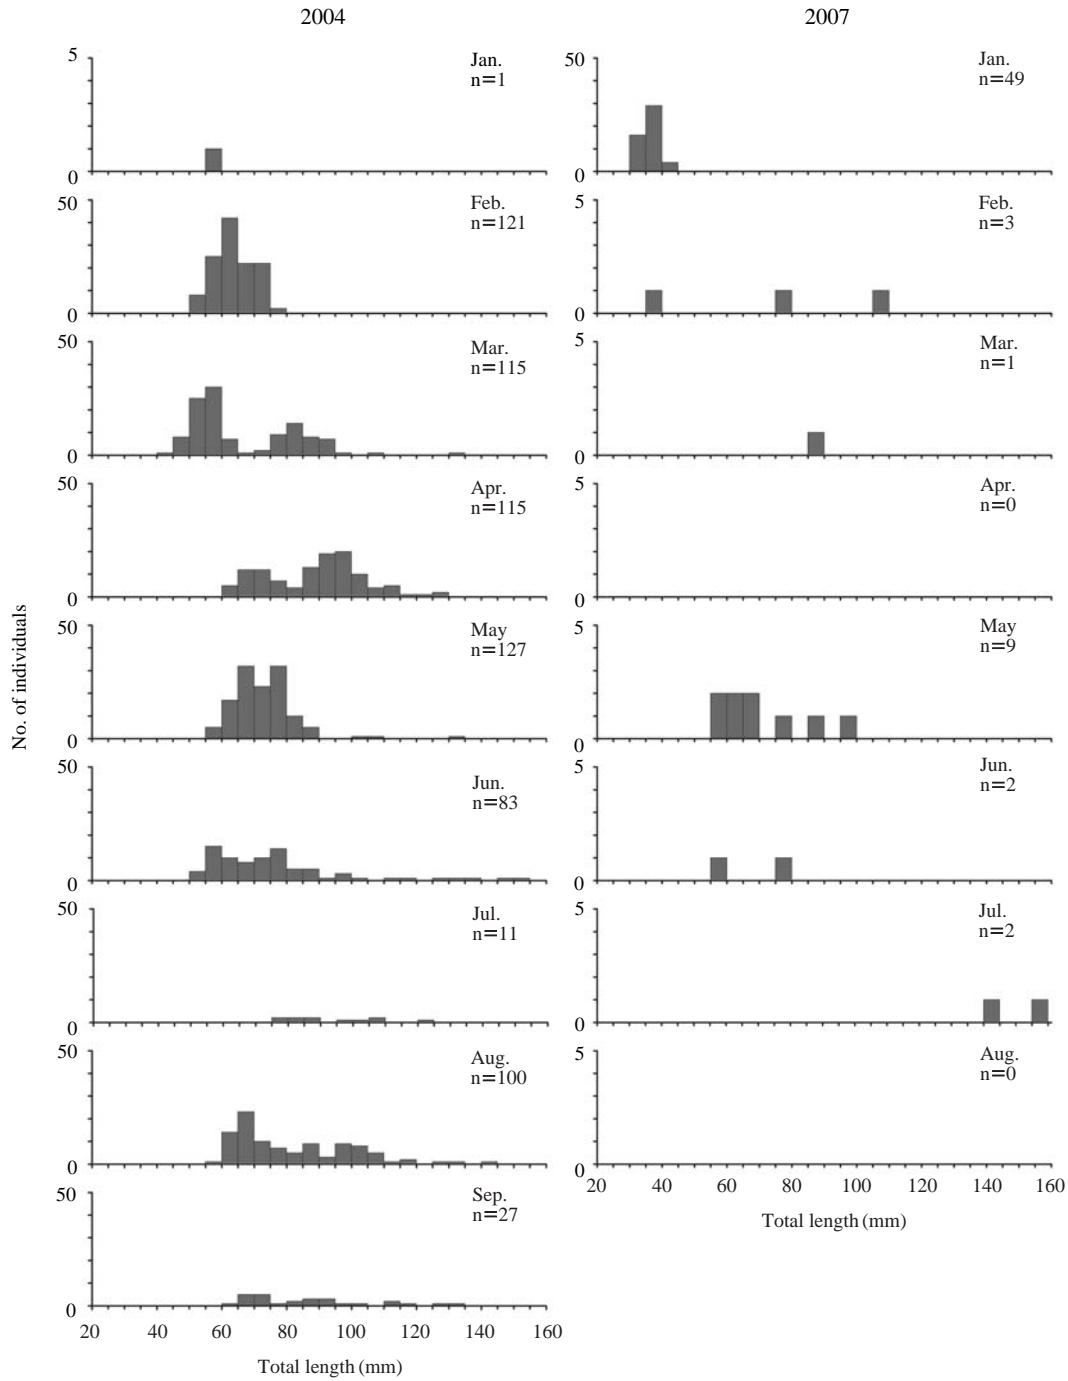 2004
5
0
Jan.
n=1
50
0
Feb.
n=121
50
0
Mar.
n=115
50
0
Apr.
n=115
50
0
May
n=127
50
0
Jun.
n=83
50
0
Jul.
n=11
50
0
Aug.
n=100
50
0
Sep.
n=27
20 40 60 80 100 120 140 160
Total length (mm)
No. of individuals
2007
50
0
Jan.
n=49
5
0
Feb.
n=3
5
0
Mar.
n=1
5
0
Apr.
n=0
5
0
May
n=9
5
0
Jun.
n=2
5
0
Jul.
n=2
5
0
Aug.
n=0
20 40 60 80 100 120 140 160
Total length (mm)